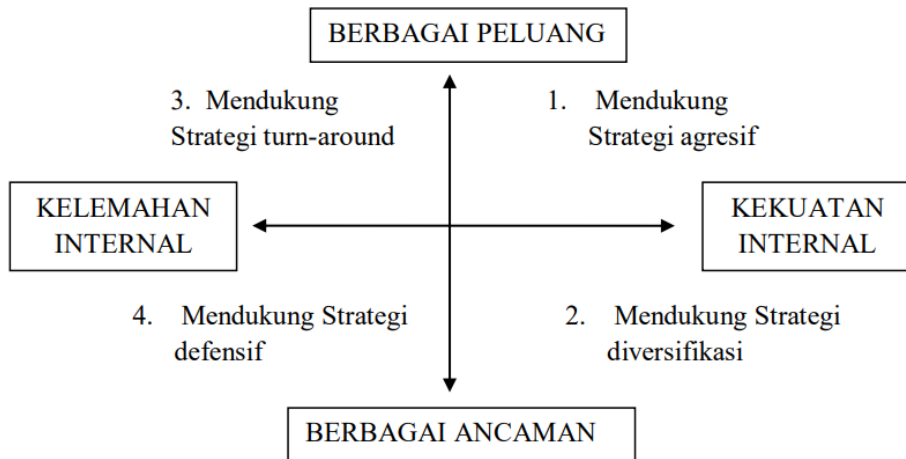 BERBAGAI PELUANG
3. Mendukung
Strategi turn-around
1. Mendukung
Strategi agresif
KELEMAHAN
INTERNAL
KEKUATAN
INTERNAL
4. Mendukung Strategi
defensif
2. Mendukung Strategi
diversifikasi
BERBAGAI ANCAMAN